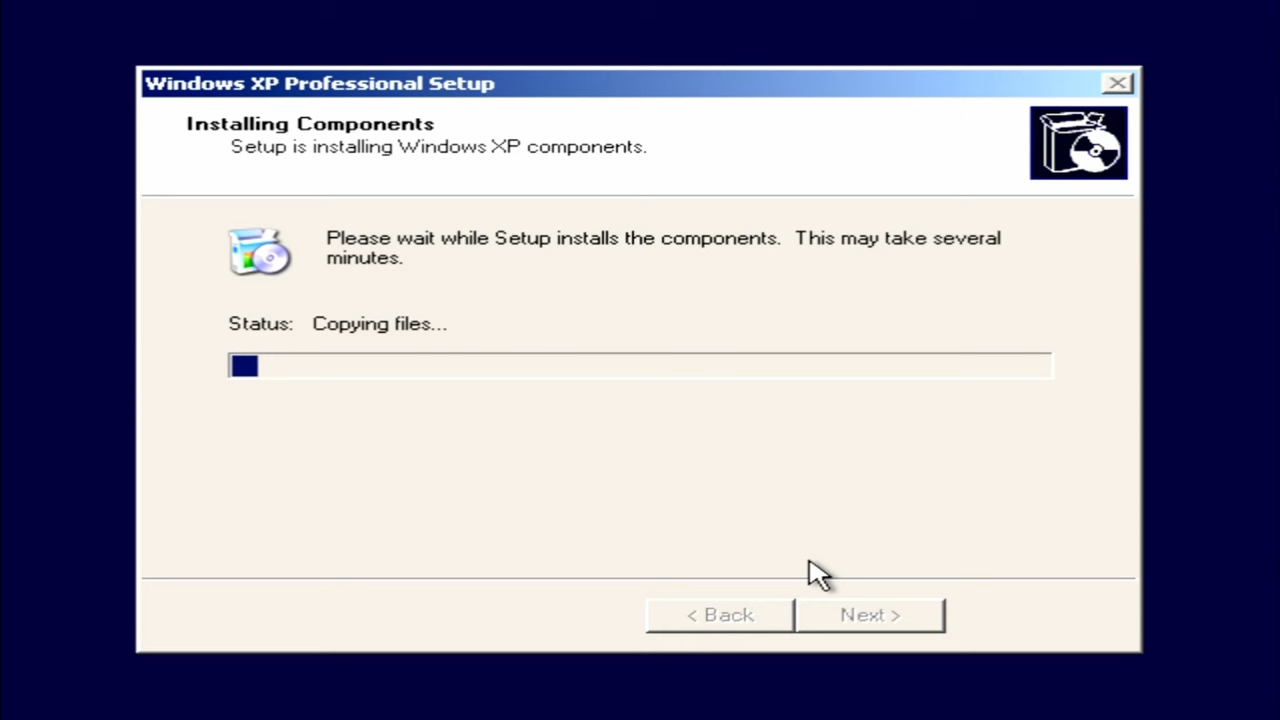 Windows XP Professional Setup
Installing Components
Setup is installing Windows XP components.
Please wait while Setup installs the components.  This may take several
minutes.
Status:  Copying files...
< Back  Next >